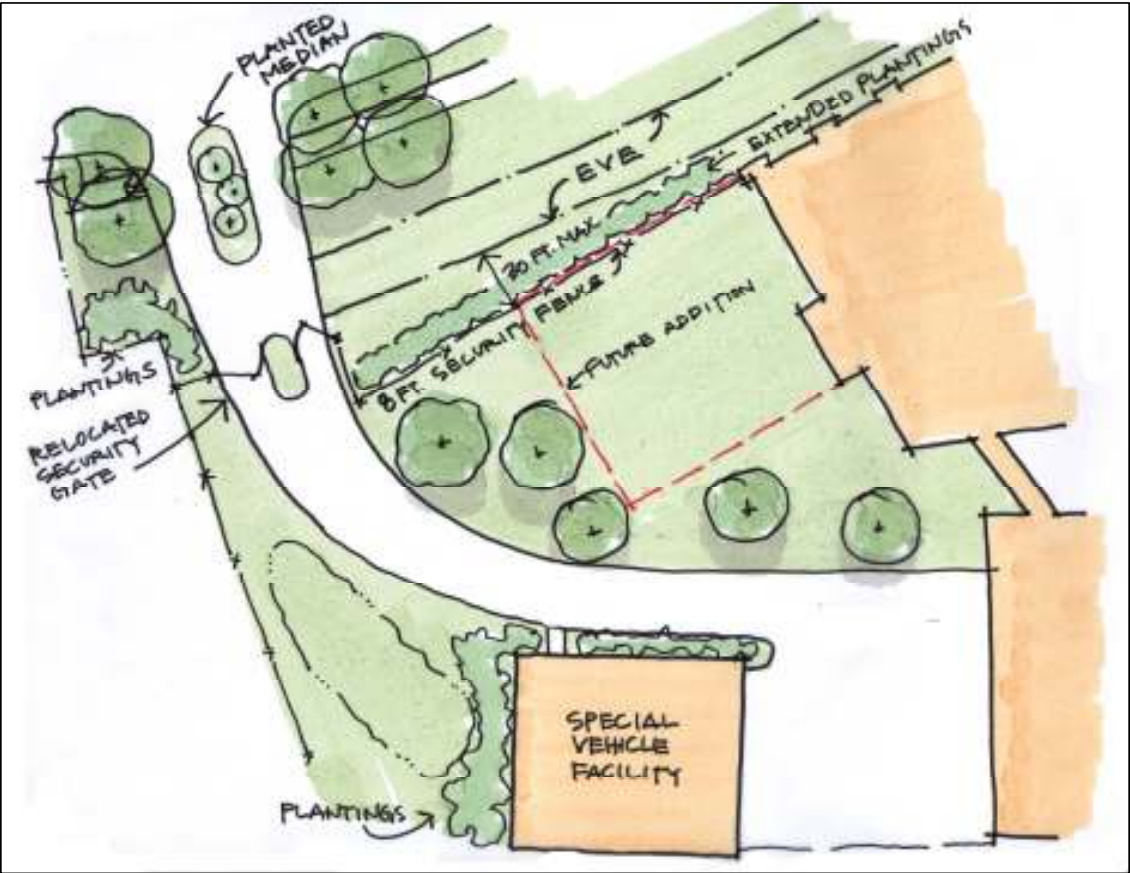 PLANTED
MEDIAN
EXTENDED PLANTINGS
EVE
30 FT. MAX
8 FT. SECURITY FENCE
FUTURE ADDITION
PLANTINGS
RELOCATED
SECURITY
GATE
SPECIAL
VEHICLE
FACILITY
PLANTINGS